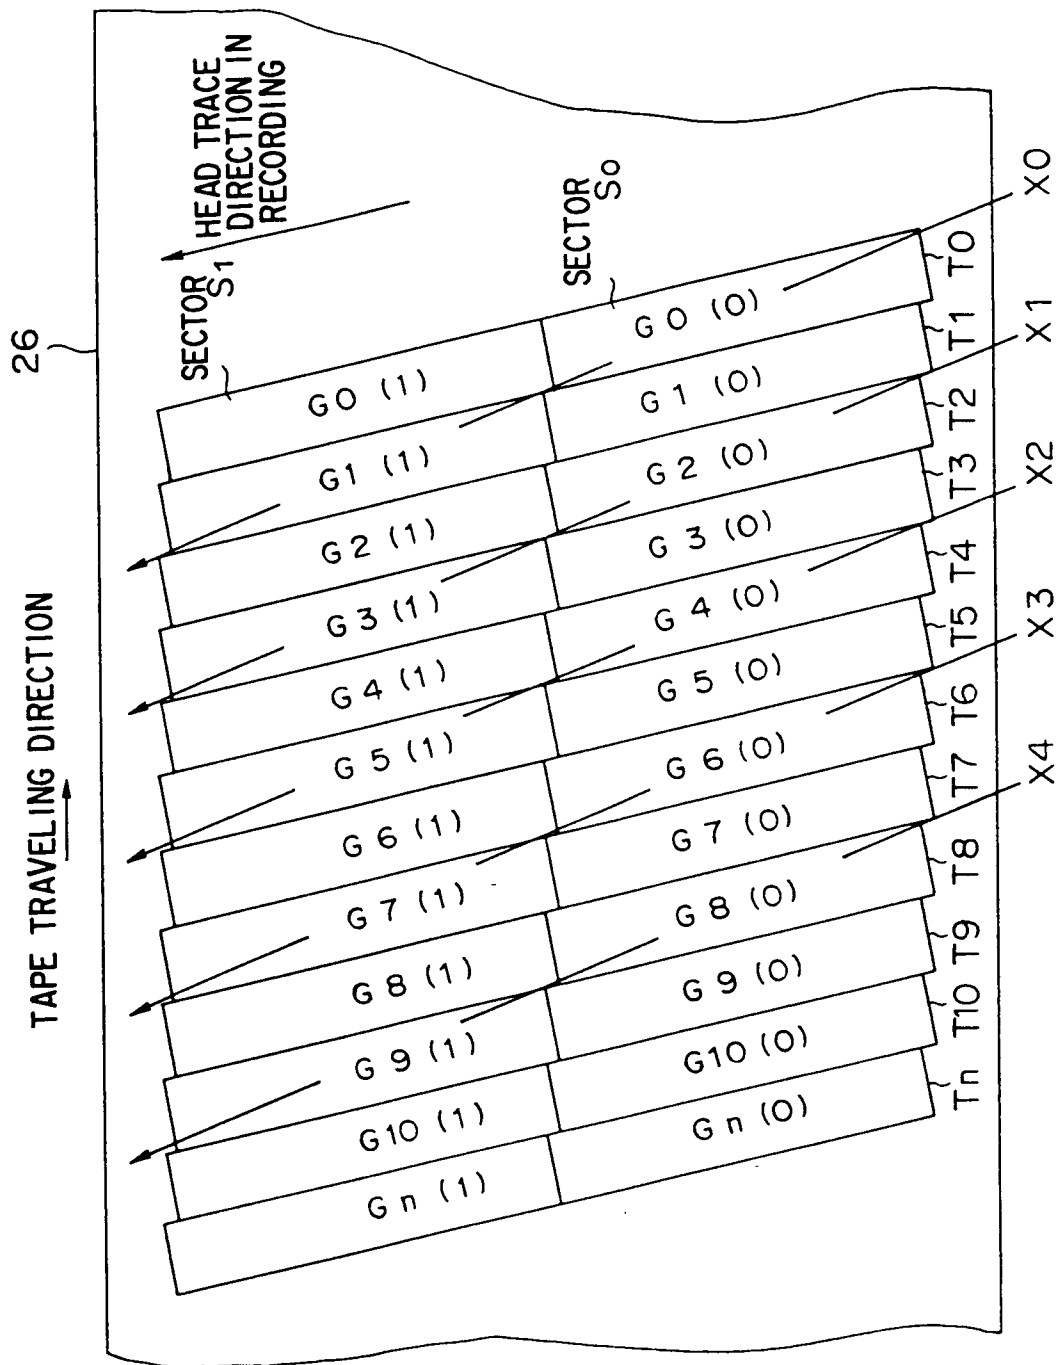 TAPE TRAVELING DIRECTION
26
HEAD TRACE
DIRECTION IN
RECORDING
SECTOR
S1
SECTOR
S0
G0 (1)
G1 (1)
G2 (1)
G3 (1)
G4 (1)
G5 (1)
G6 (1)
G7 (1)
G8 (1)
G9 (1)
G10 (1)
Gn (1)
G0 (0)
G1 (0)
G2 (0)
G3 (0)
G4 (0)
G5 (0)
G6 (0)
G7 (0)
G8 (0)
G9 (0)
G10 (0)
Gn (0)
T0
T1
T2
T3
T4
T5
T6
T7
T8
T9
T10
Tn
X0
X1
X2
X3
X4